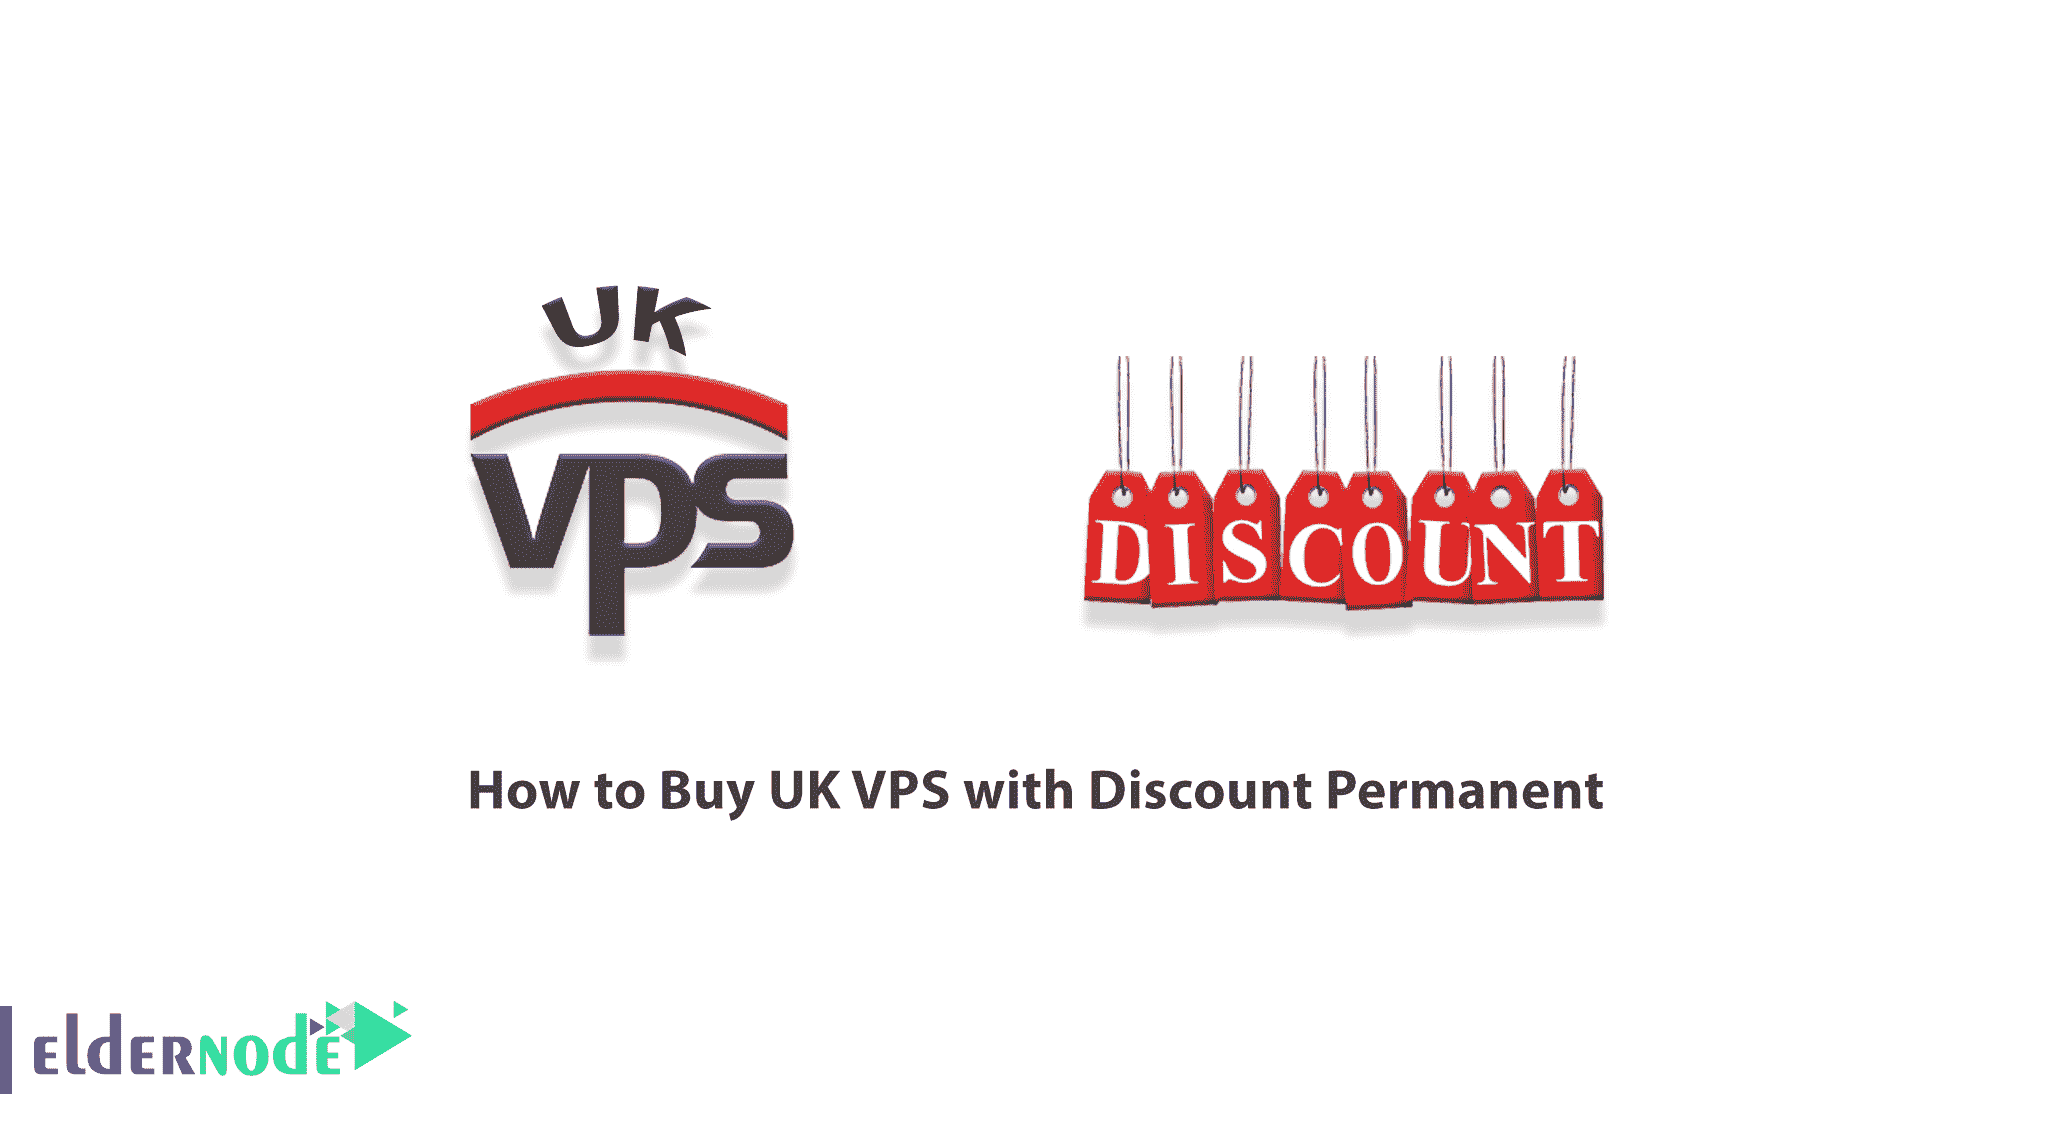 UK
VPS
DISCOUNT
How to Buy UK VPS with Discount Permanent
ELDERNODE